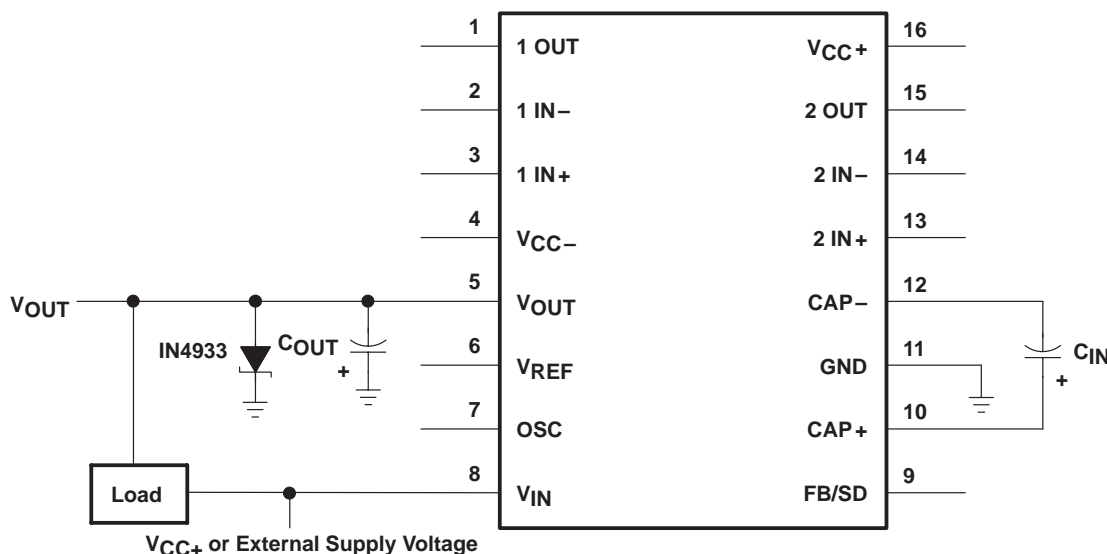 1
1 OUT
VCC+
16
2
1 IN−
2 OUT
15
3
1 IN+
2 IN−
14
4
VCC−
2 IN+
13
VOUT
5
VOUT
CAP−
12
IN4933
COUT
+
6
VREF
GND
11
CIN
+
7
OSC
CAP+
10
Load
8
VIN
FB/SD
9
VCC+ or External Supply Voltage